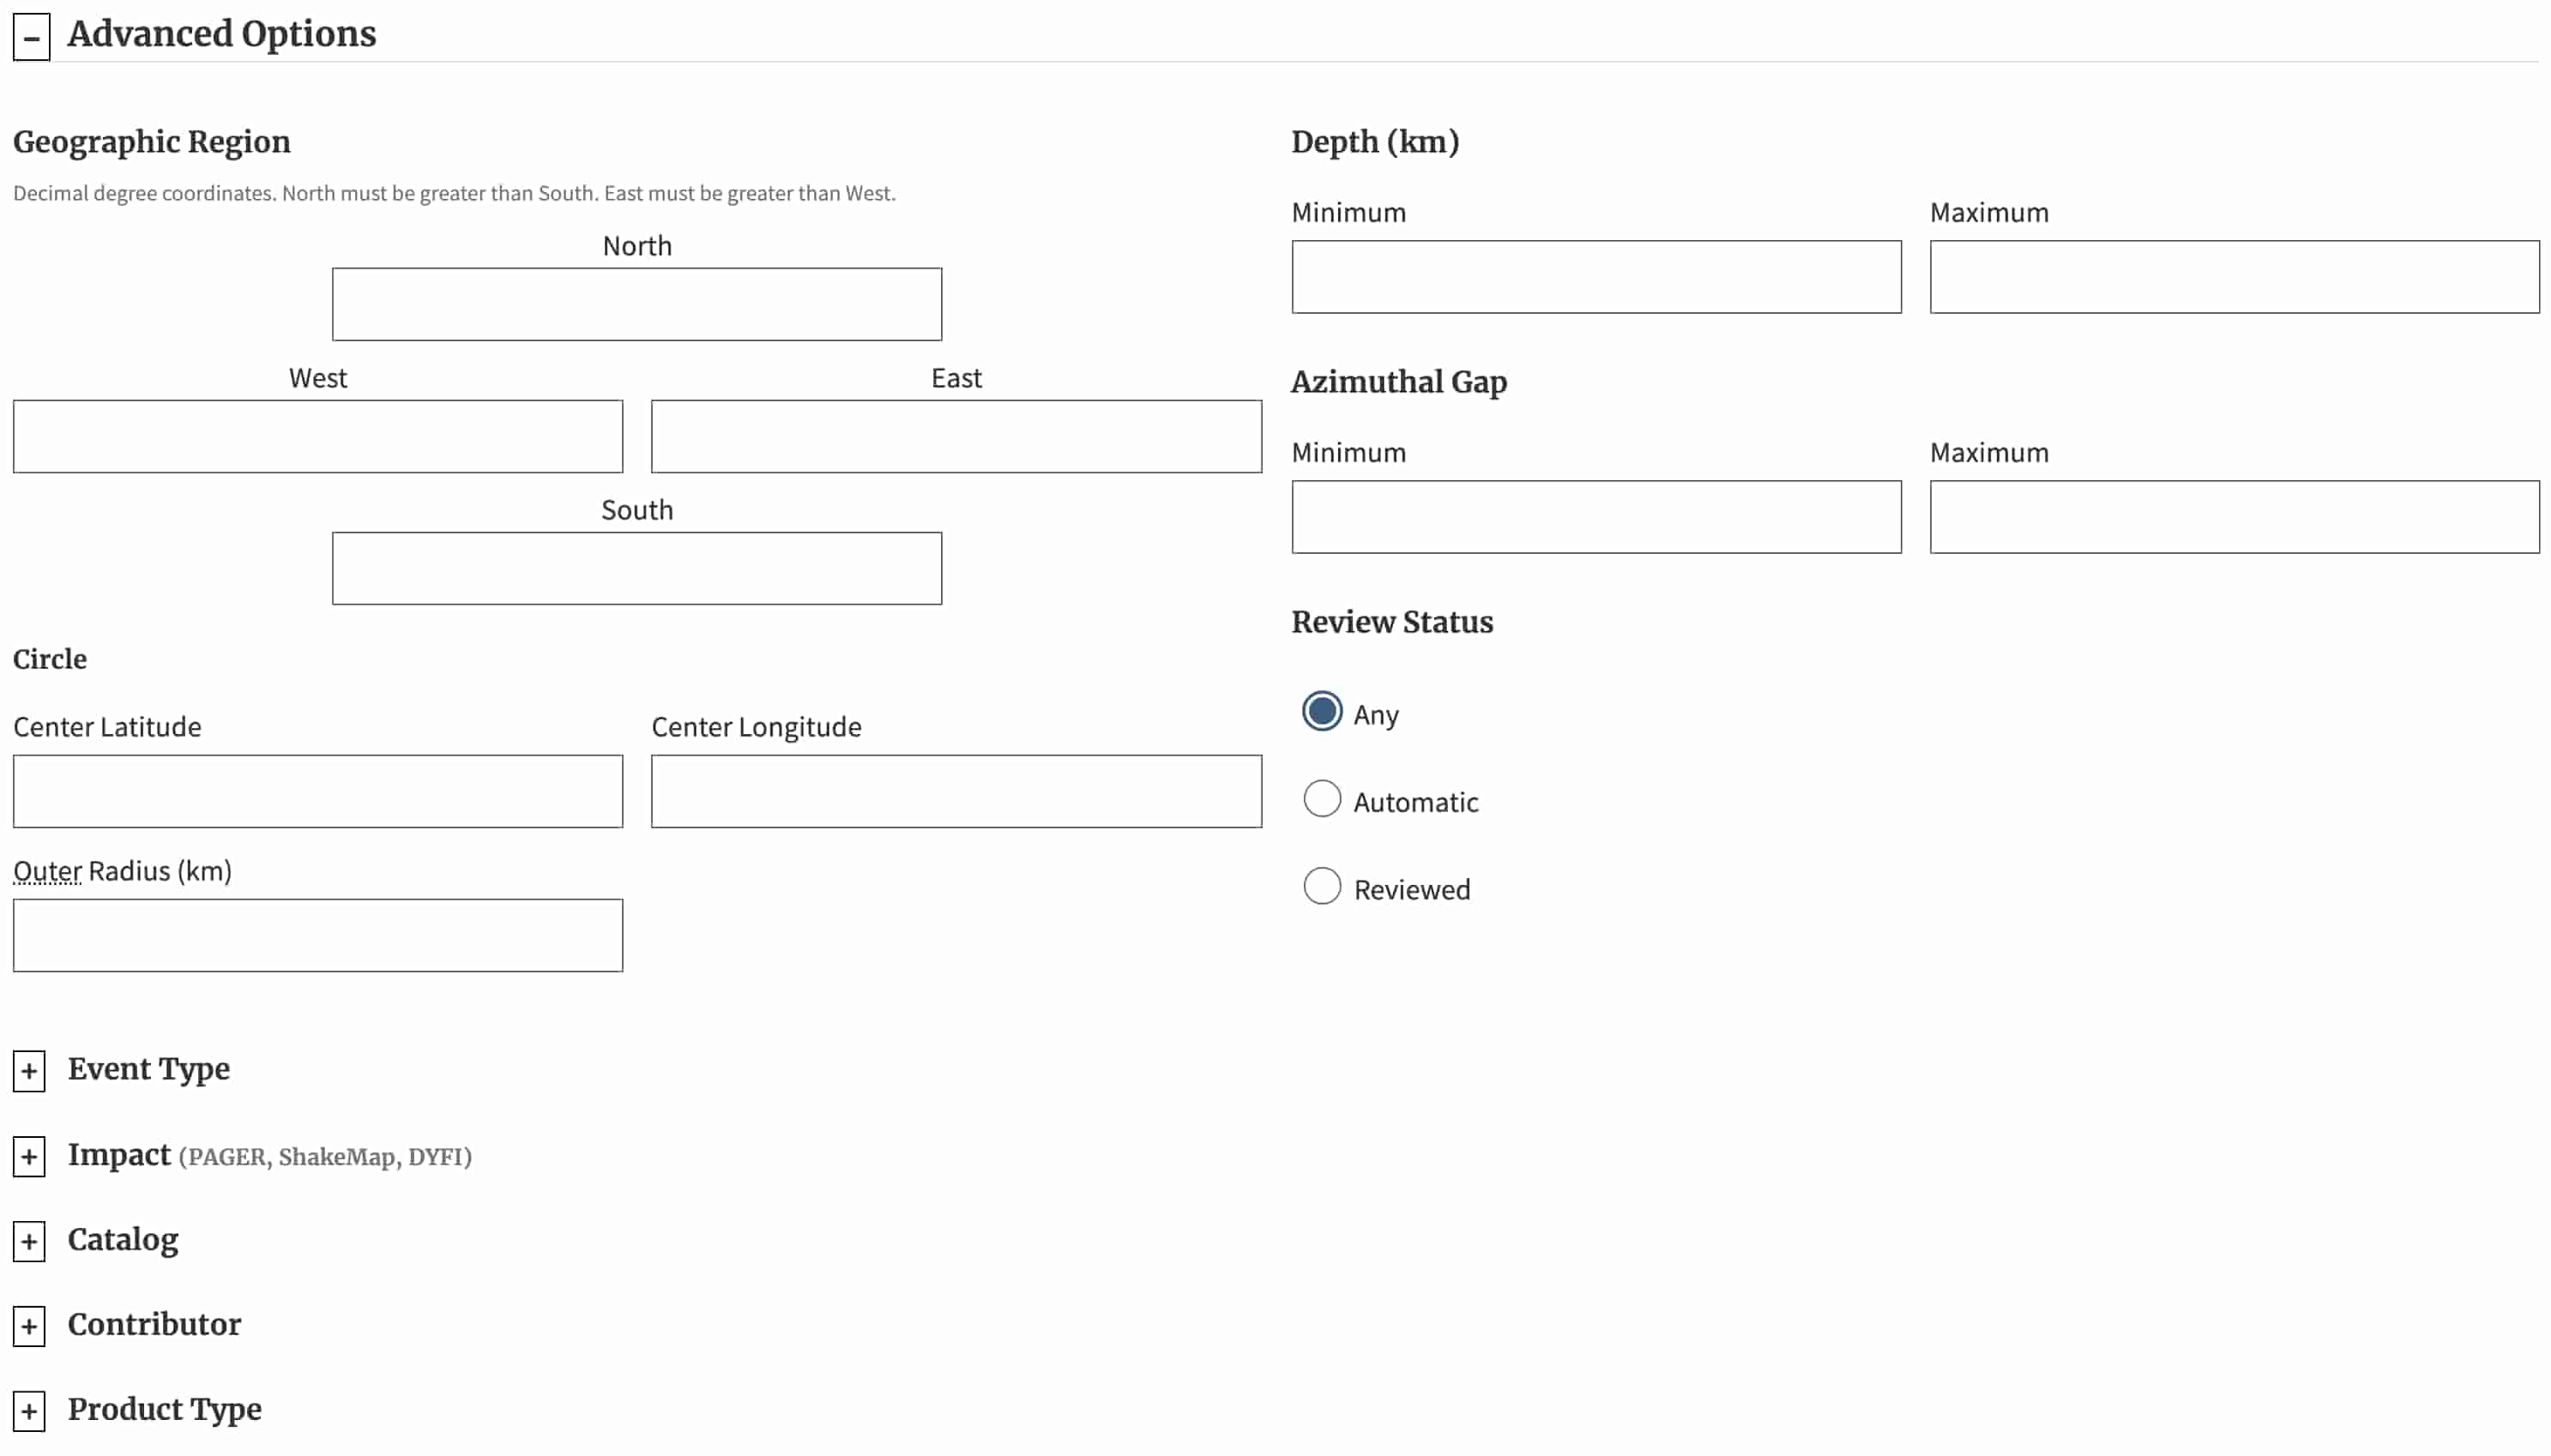 – Advanced Options
Geographic Region
Decimal degree coordinates. North must be greater than South. East must be greater than West.
North
West East
South
Circle
Center Latitude Center Longitude
Outer Radius (km)
Depth (km)
Minimum Maximum
Azimuthal Gap
Minimum Maximum
Review Status
Any
Automatic
Reviewed
+ Event Type
+ Impact (PAGER, ShakeMap, DYFI)
+ Catalog
+ Contributor
+ Product Type